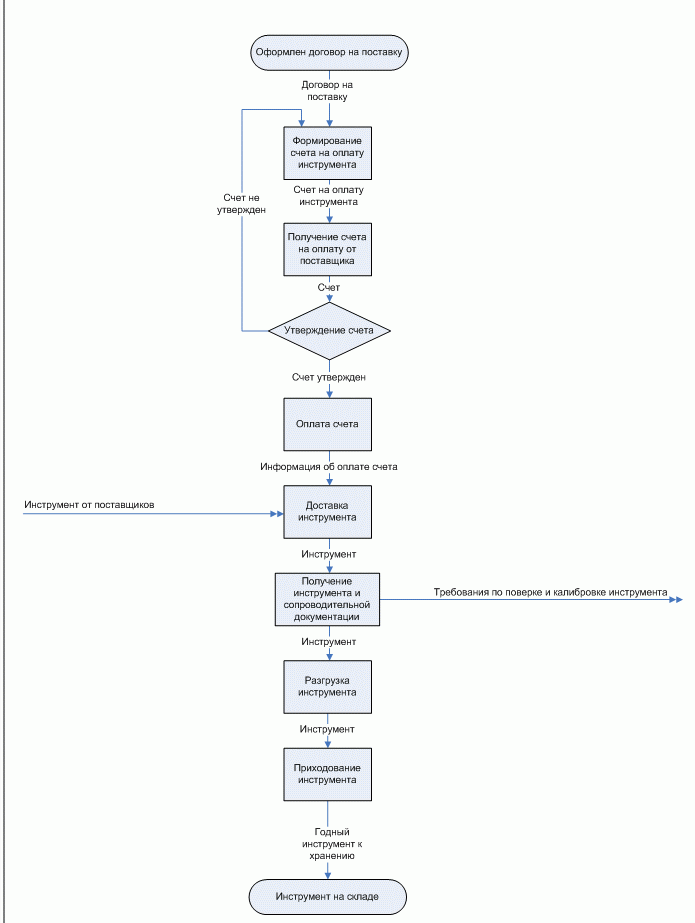 Оформлен договор на поставку
Договор на
поставку
Формирование
счета на оплату
инструмента
Счет на оплату
инструмента
Счет не
утвержден
Получение счета
на оплату от
поставщика
Счет
Утверждение счета
Счет утвержден
Оплата счета
Информация об оплате счета
Инструмент от поставщиков
Доставка
инструмента
Инструмент
Получение
инструмента и
сопроводительной
документации
Требования по поверке и калибровке инструмента
Инструмент
Разгрузка
инструмента
Инструмент
Приходование
инструмента
Годный
инструмент к
хранению
Инструмент на складе